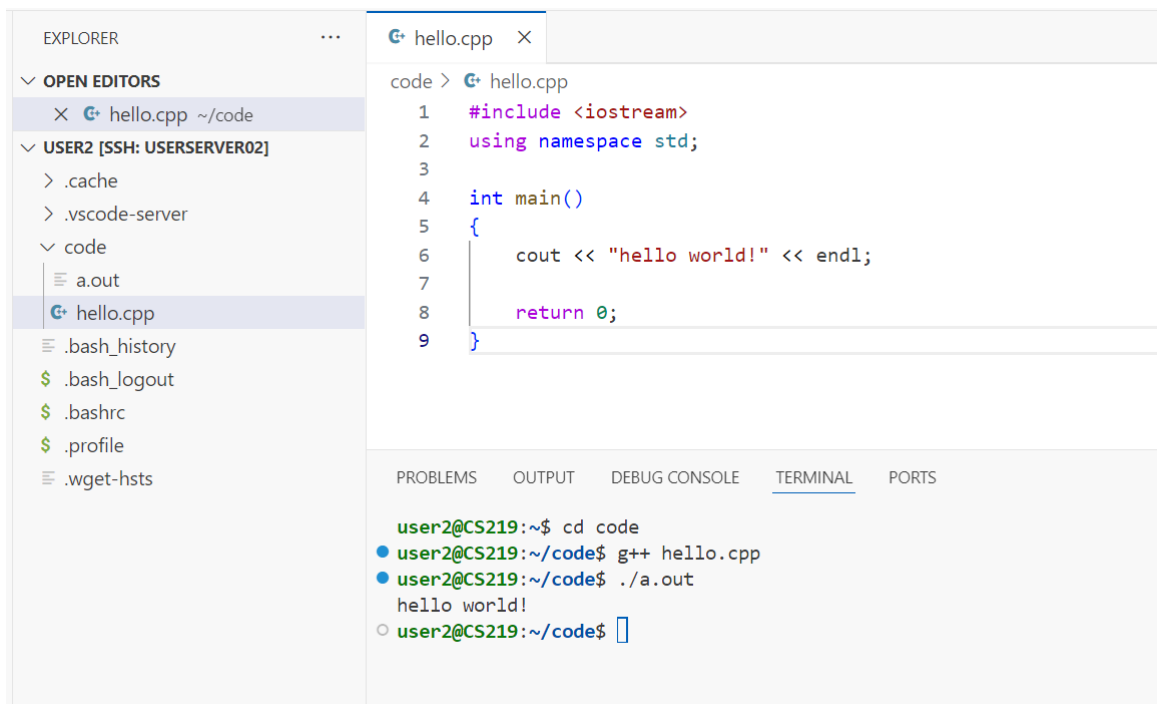 EXPLORER ···
OPEN EDITORS
hello.cpp ~/code
USER2 [SSH: USERSERVER02]
.cache
.vscode-server
code
a.out
hello.cpp
.bash_history
.bash_logout
$ .bashrc
$ .profile
.wget-hsts
hello.cpp
code > hello.cpp
1 #include <iostream>
2 using namespace std;
3
4 int main()
5 {
6     cout << "hello world!" << endl;
7
8     return 0;
9 }
PROBLEMS OUTPUT DEBUG CONSOLE TERMINAL PORTS
user2@CS219:~$ cd code
user2@CS219:~/code$ g++ hello.cpp
user2@CS219:~/code$ ./a.out
hello world!
user2@CS219:~/code$